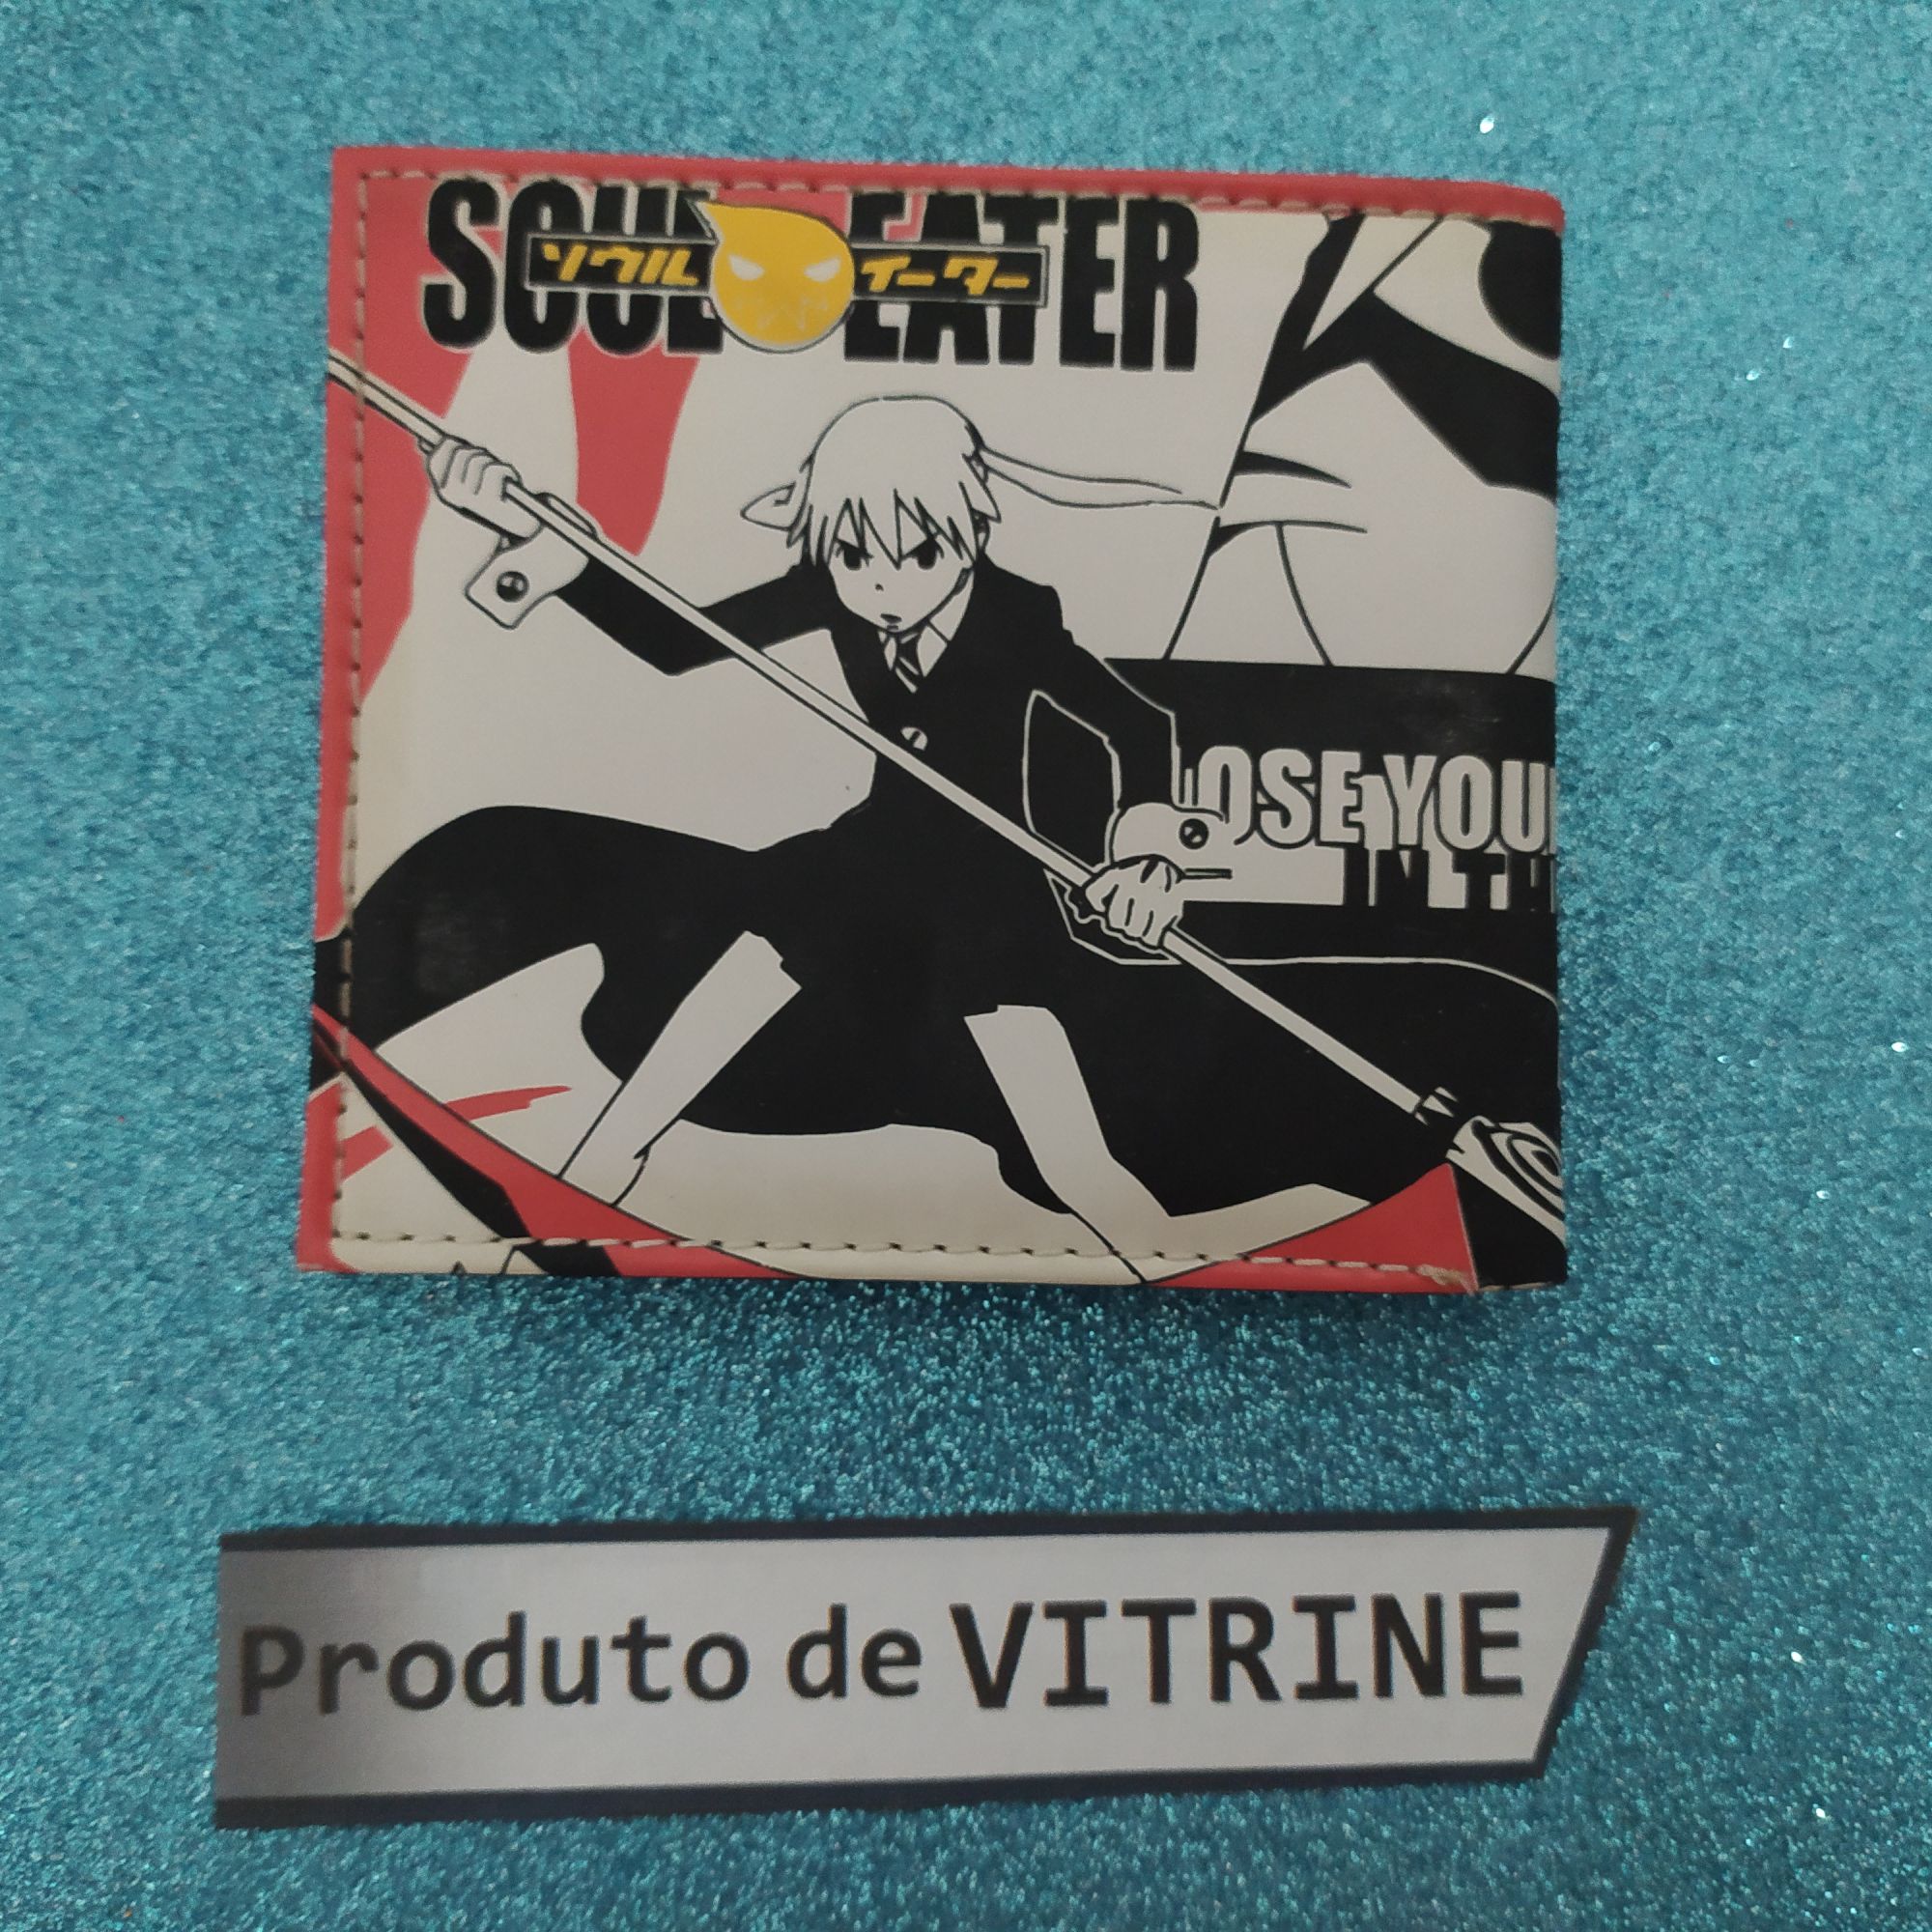 SOUL EATER
ソウル イーター
OSE YOU
Produto de VITRINE